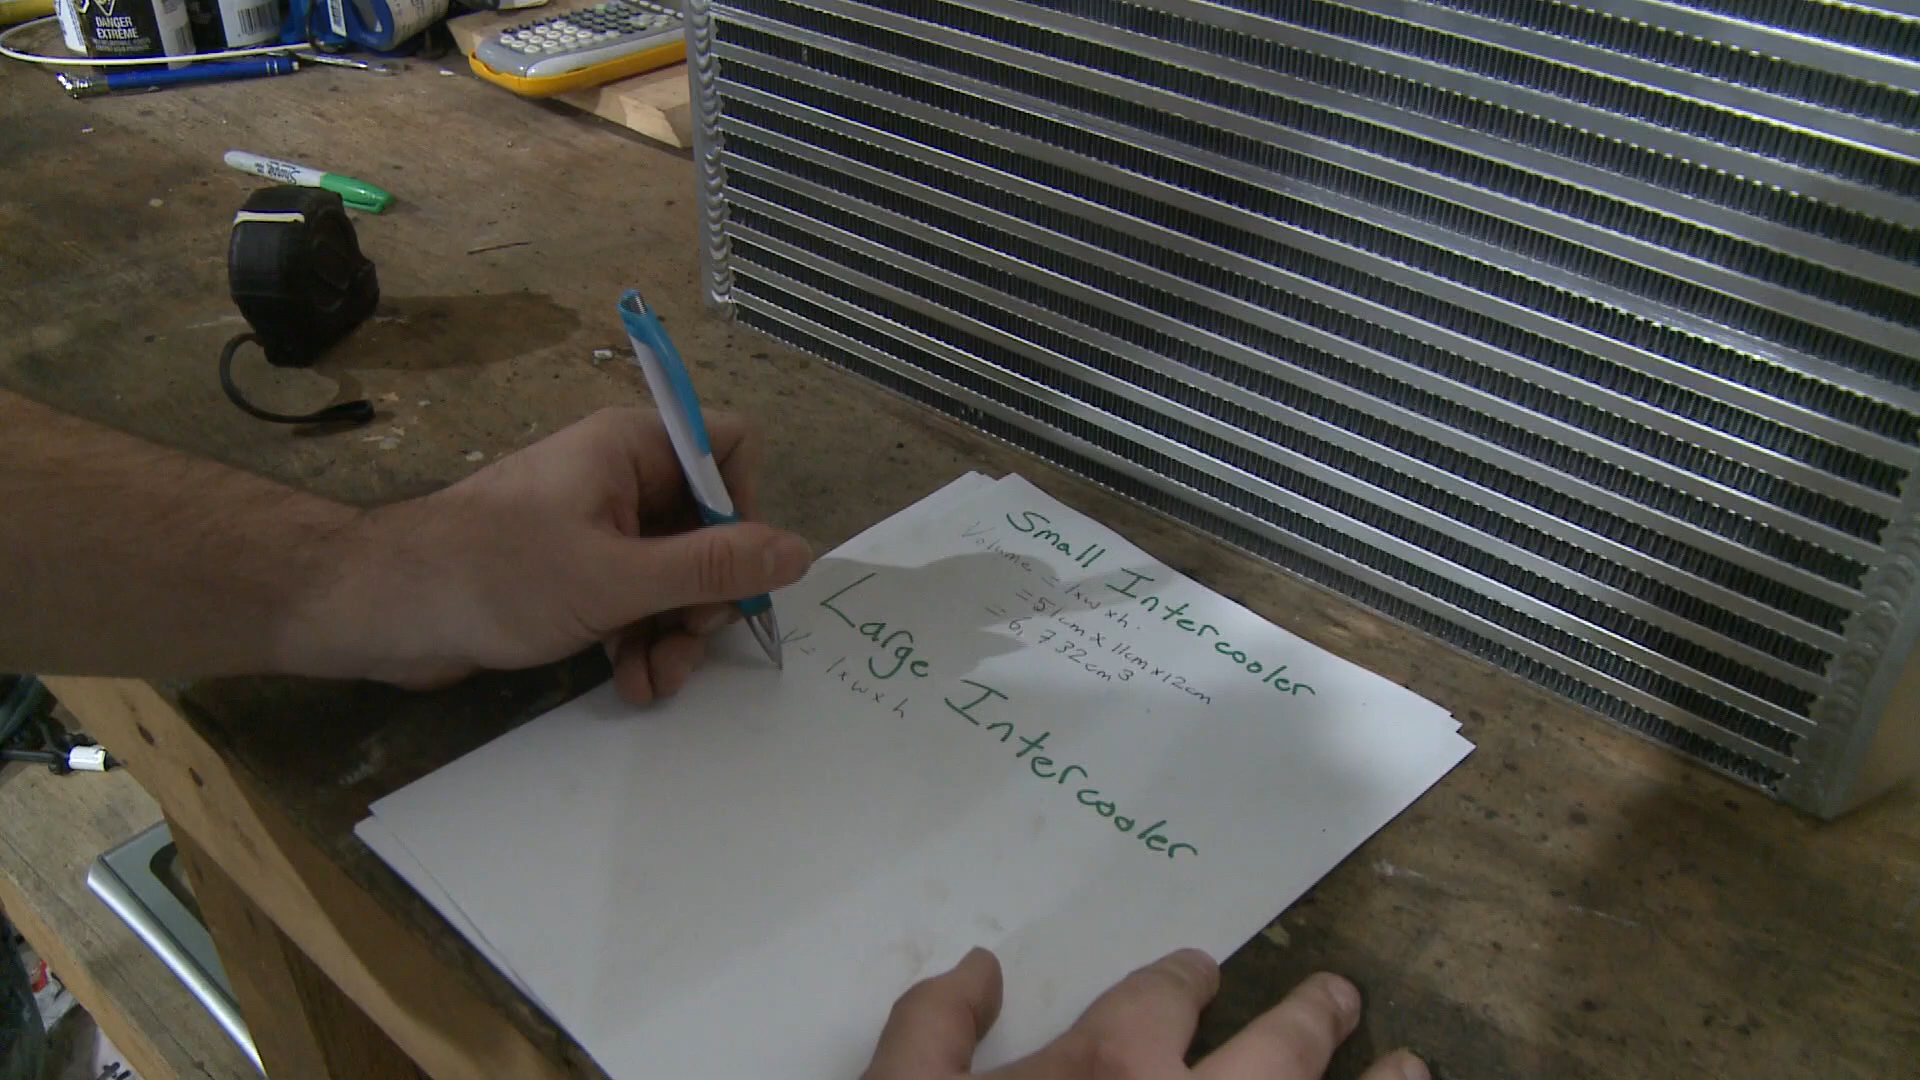 DANGER
EXTREME
Sharpie
Small Intercooler
Volume = l x w x h.
= 51cm x 11cm x 12cm
= 6,732cm3
Large Intercooler
V = l x w x h